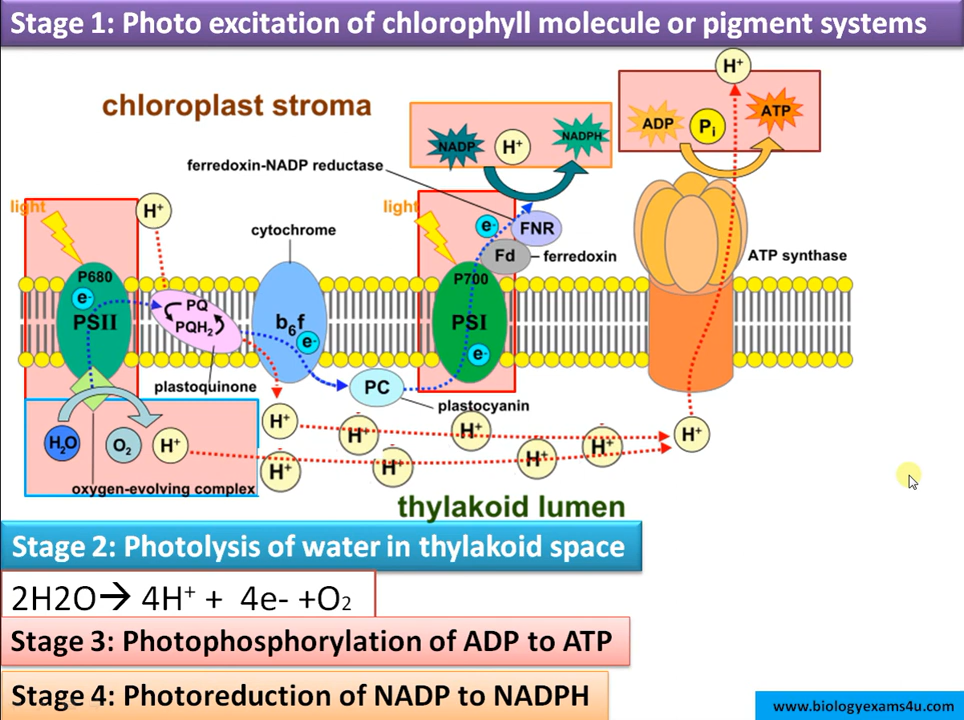 Stage 1: Photo excitation of chlorophyll molecule or pigment systems
H⁺
chloroplast stroma
NADP
H⁺
NADPH
ADP
Pᵢ
ATP
ferredoxin-NADP reductase
light
H⁺
cytochrome
light
e⁻
FNR
Fd
ferredoxin
ATP synthase
P680
e⁻
PSII
PQ
PQH₂
b₆f
e⁻
P700
PSI
e⁻
plastoquinone
PC
plastocyanin
H₂O
O₂
H⁺
H⁺
H⁺
H⁺
H⁺
H⁺
H⁺
H⁺
H⁺
oxygen-evolving complex
thylakoid lumen
Stage 2: Photolysis of water in thylakoid space
2H2O→ 4H⁺ + 4e- +O₂
Stage 3: Photophosphorylation of ADP to ATP
Stage 4: Photoreduction of NADP to NADPH
www.biologyexams4u.com